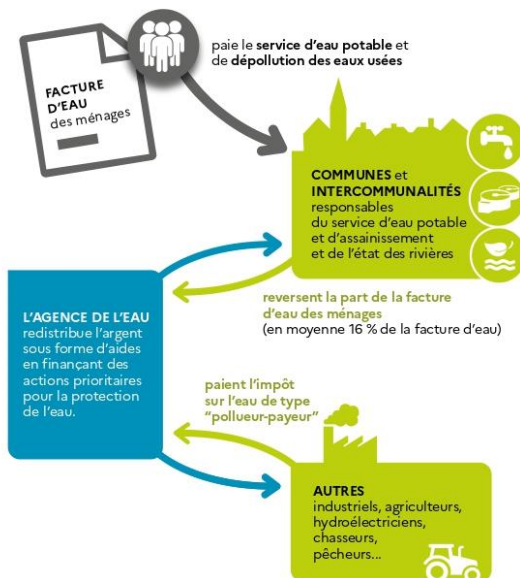 paie le service d’eau potable et
de dépollution des eaux usées
FACTURE
D’EAU
des ménages
COMMUNES et
INTERCOMMUNALITÉS
responsables
du service d’eau potable
et d’assainissement
et de l’état des rivières
L’AGENCE DE L’EAU
redistribue l’argent
sous forme d’aides
en finançant des
actions prioritaires
pour la protection
de l’eau.
reversent la part de la facture
d’eau des ménages
(en moyenne 16 % de la facture d’eau)
paient l’impôt
sur l’eau de type
“pollueur-payeur”
AUTRES
industriels, agriculteurs,
hydroélectriciens,
chasseurs,
pêcheurs...